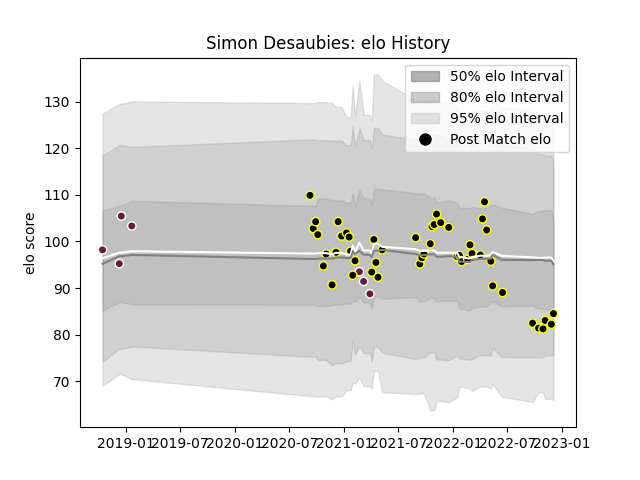 Simon Desaubies: elo History
50% elo Interval
80% elo Interval
95% elo Interval
Post Match elo
elo score
130
120
110
100
90
80
70
2019-01 2019-07 2020-01 2020-07 2021-01 2021-07 2022-01 2022-07 2023-01